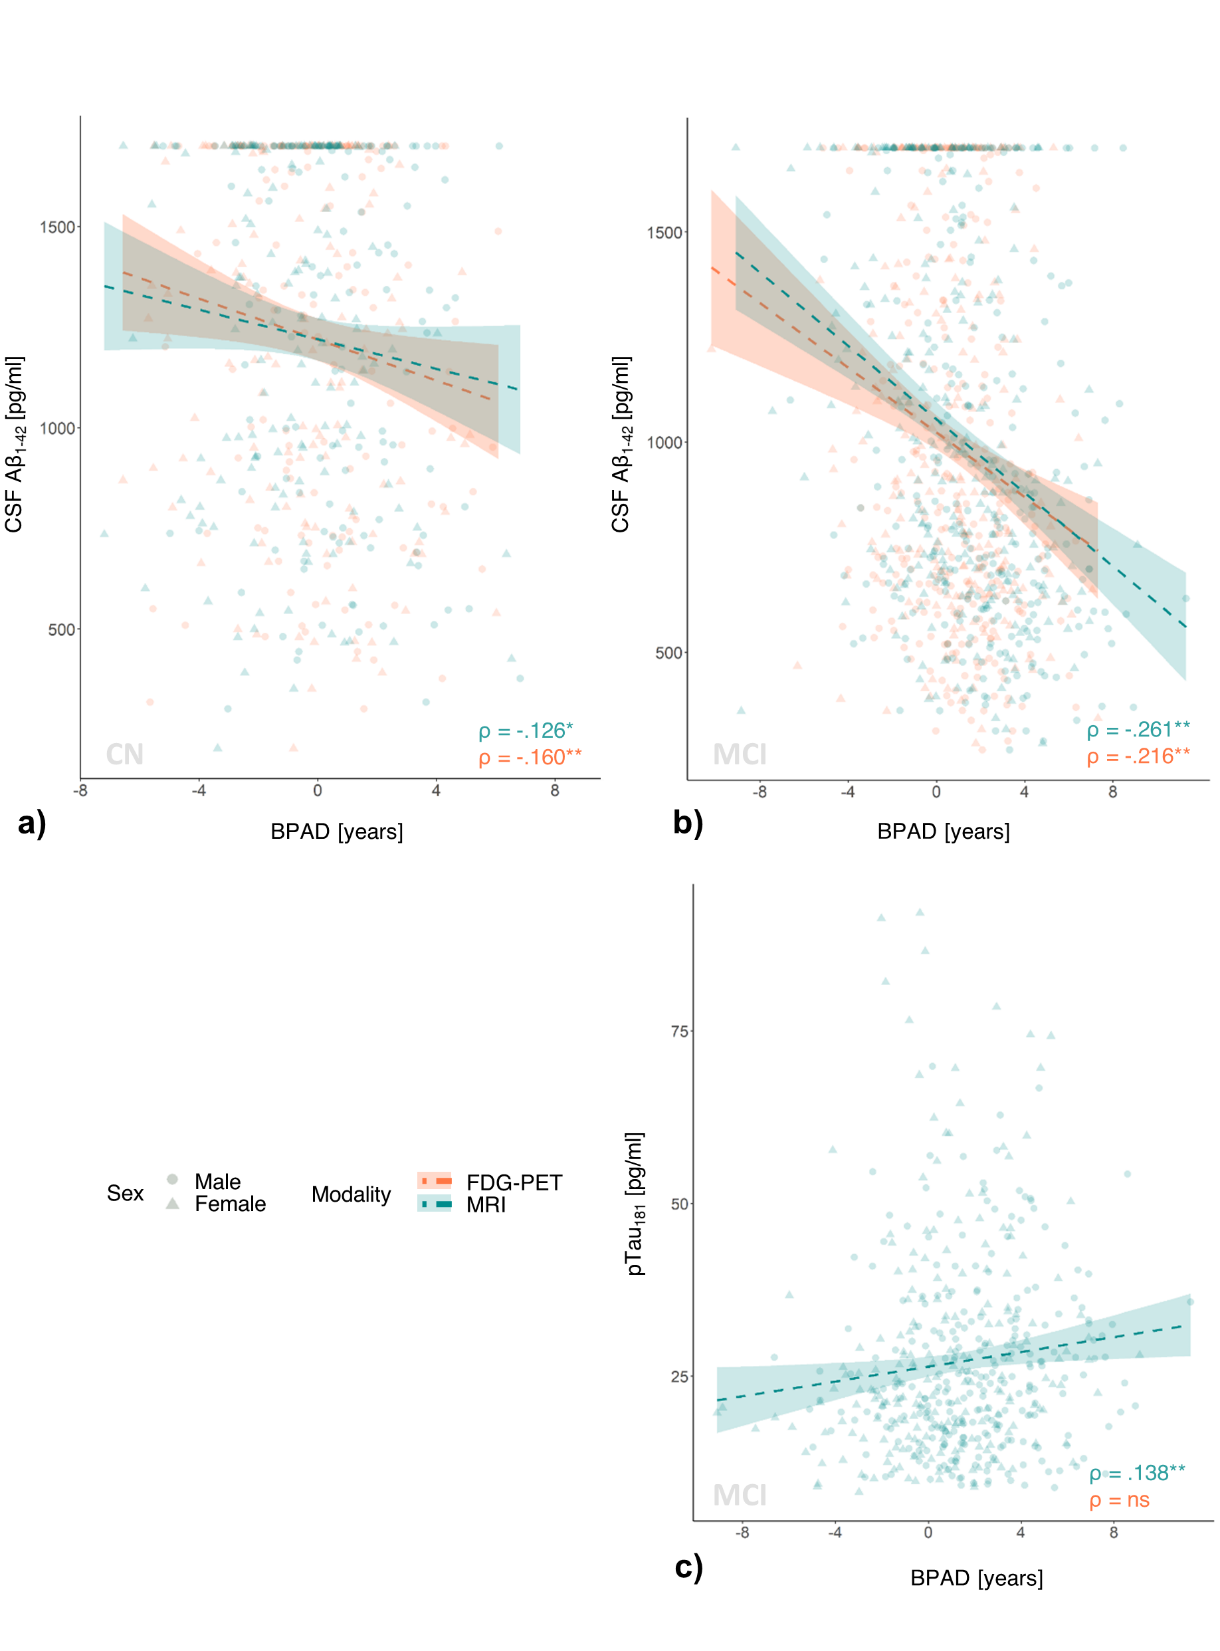 1500
1000
500
CSF Aβ1-42 [pg/ml]
ρ = -.126*
ρ = -.160**
CN
-8 -4 0 4 8
a)
BPAD [years]
1500
1000
500
CSF Aβ1-42 [pg/ml]
ρ = -.261**
ρ = -.216**
MCI
-8 -4 0 4 8
b)
BPAD [years]
Sex
Male
Female
Modality
FDG-PET
MRI
75
50
25
pTau181 [pg/ml]
ρ = .138**
ρ = ns
MCI
-8 -4 0 4 8
c)
BPAD [years]